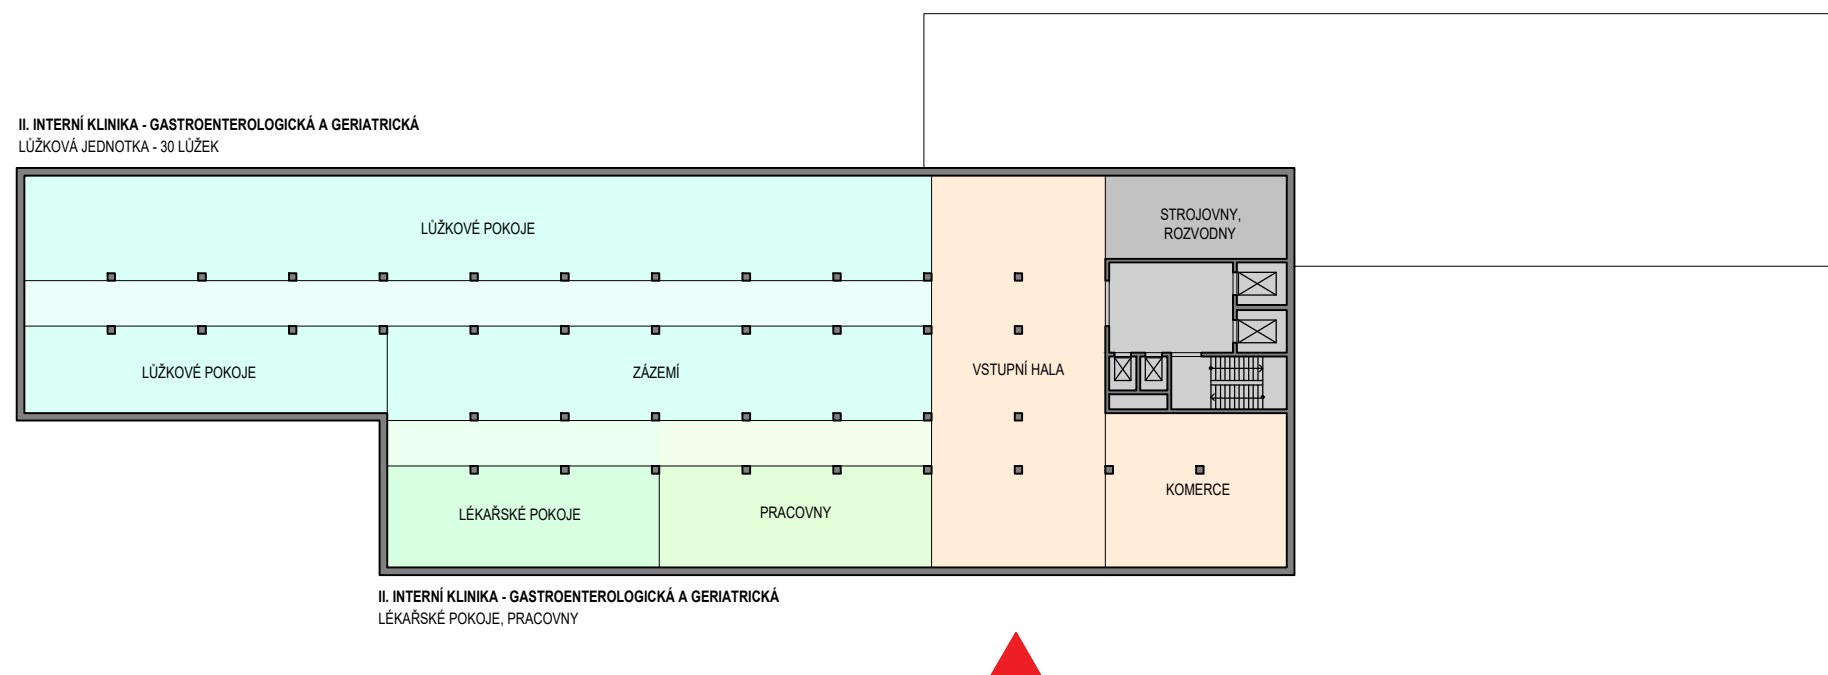 II. INTERNÍ KLINIKA - GASTROENTEROLOGICKÁ A GERIATRICKÁ
LŮŽKOVÁ JEDNOTKA - 30 LŮŽEK
LŮŽKOVÉ POKOJE
STROJOVNY,
ROZVODNY
LŮŽKOVÉ POKOJE
ZÁZEMÍ
VSTUPNÍ HALA
KOMERCE
LÉKAŘSKÉ POKOJE
PRACOVNY
II. INTERNÍ KLINIKA - GASTROENTEROLOGICKÁ A GERIATRICKÁ
LÉKAŘSKÉ POKOJE, PRACOVNY